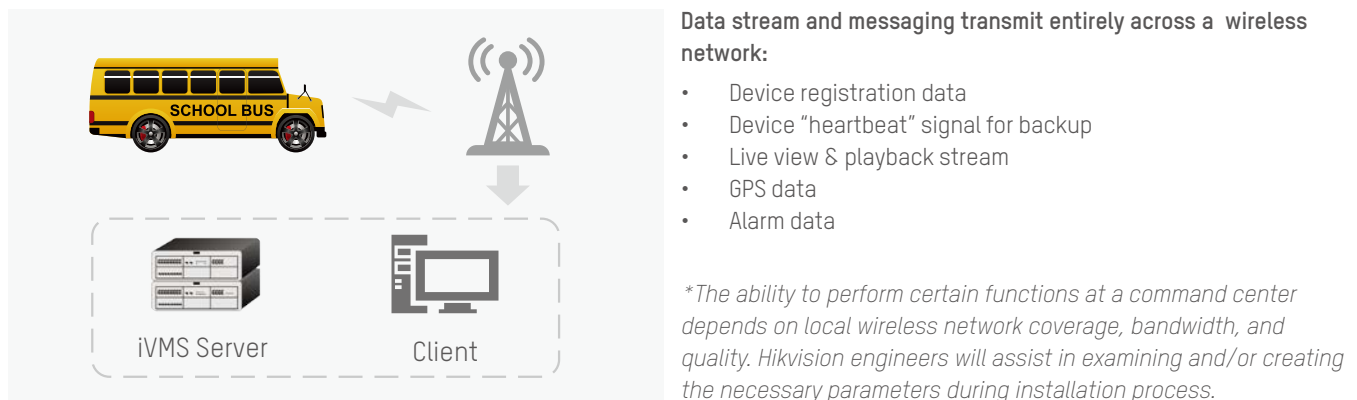 SCHOOL BUS
iVMS Server
Client
Data stream and messaging transmit entirely across a wireless
network:
• Device registration data
• Device “heartbeat” signal for backup
• Live view & playback stream
• GPS data
• Alarm data
*The ability to perform certain functions at a command center
depends on local wireless network coverage, bandwidth, and
quality. Hikvision engineers will assist in examining and/or creating
the necessary parameters during installation process.